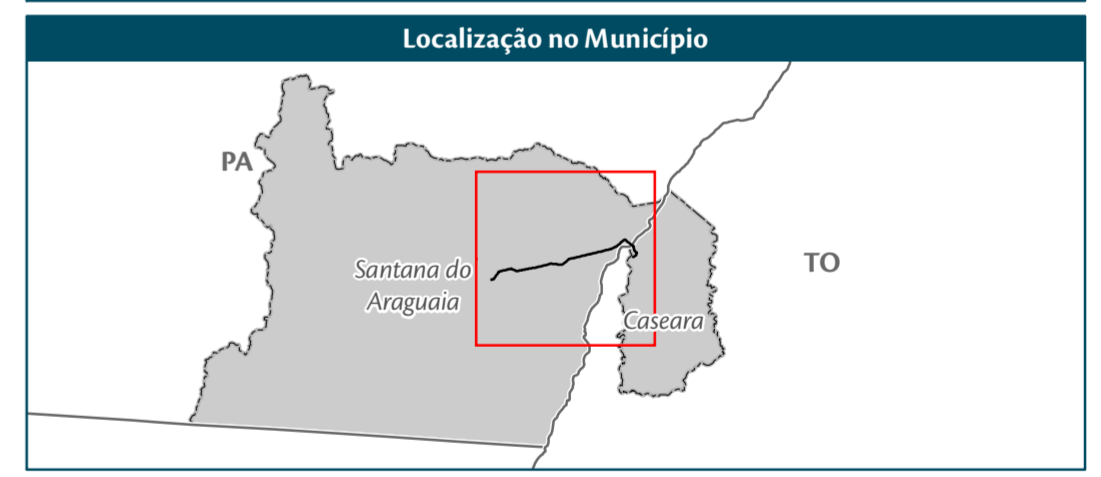 Localização no Município
PA
TO
Santana do
Araguaia
Caseara